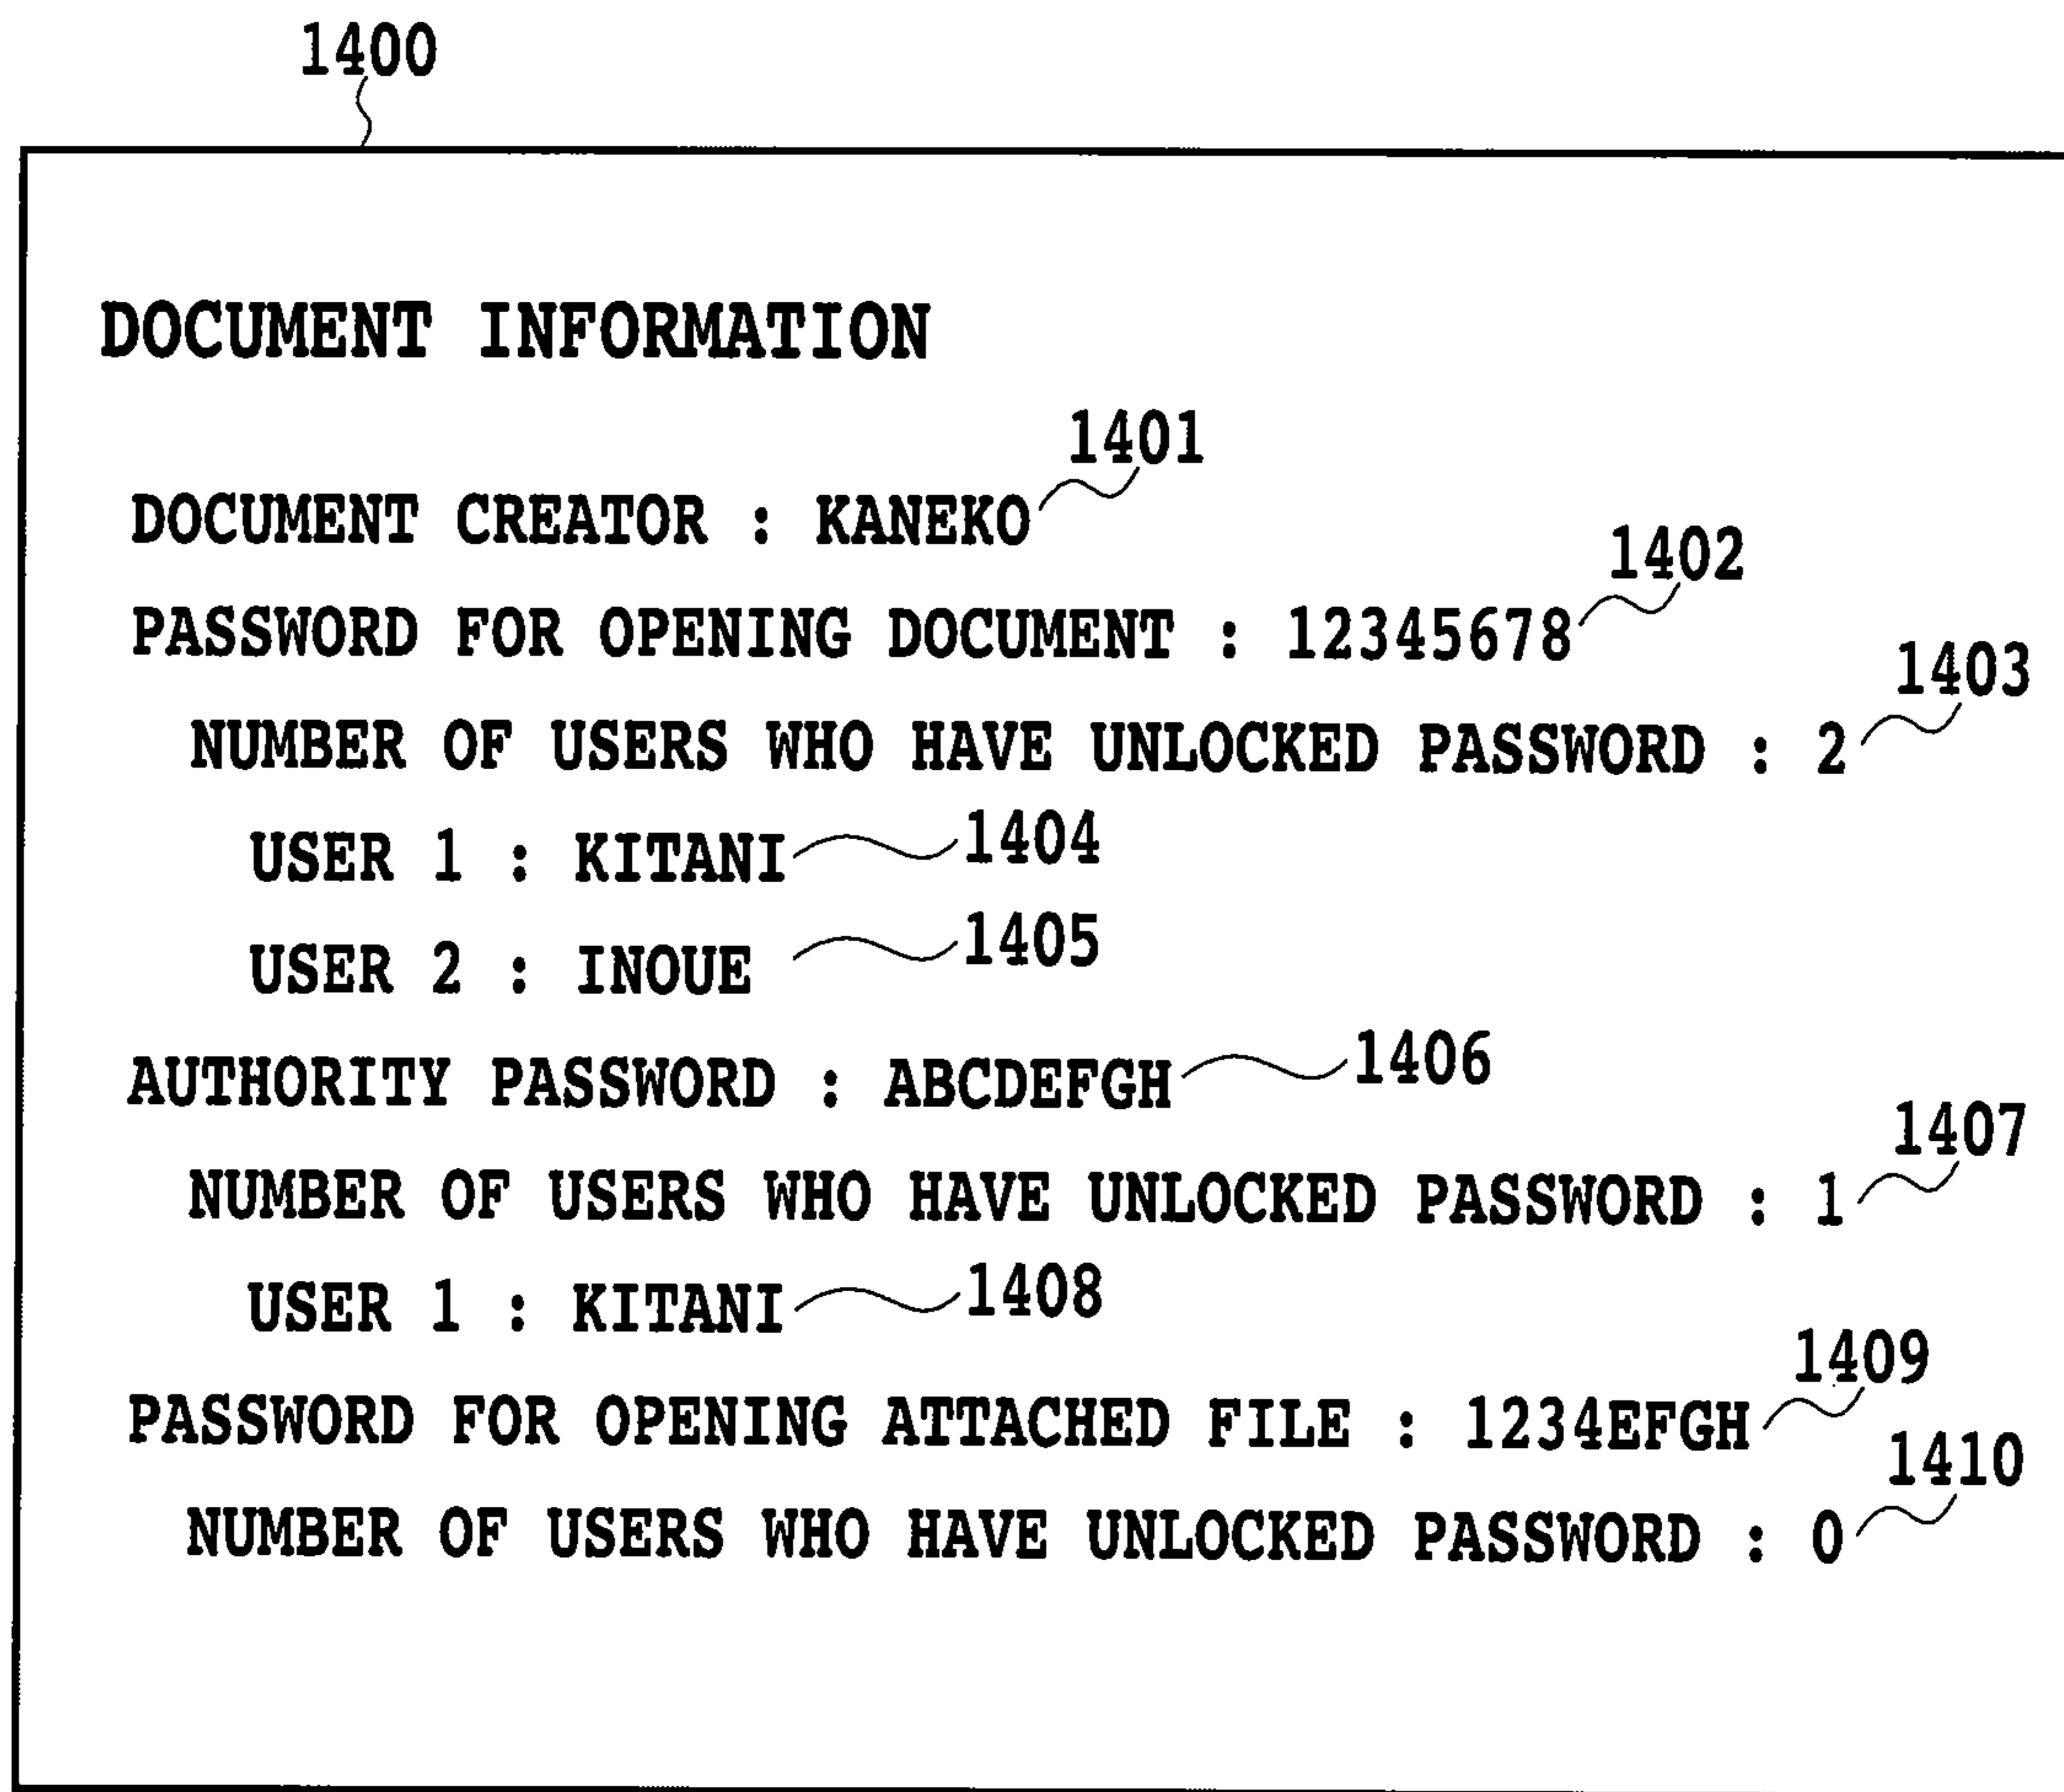 1400
DOCUMENT INFORMATION
1401
DOCUMENT CREATOR : KANEKO
1402
PASSWORD FOR OPENING DOCUMENT : 12345678
1403
NUMBER OF USERS WHO HAVE UNLOCKED PASSWORD : 2
USER 1 : KITANI 1404
USER 2 : INOUE 1405
AUTHORITY PASSWORD : ABCDEFGH 1406
1407
NUMBER OF USERS WHO HAVE UNLOCKED PASSWORD : 1
USER 1 : KITANI 1408
1409
PASSWORD FOR OPENING ATTACHED FILE : 1234EFGH
1410
NUMBER OF USERS WHO HAVE UNLOCKED PASSWORD : 0